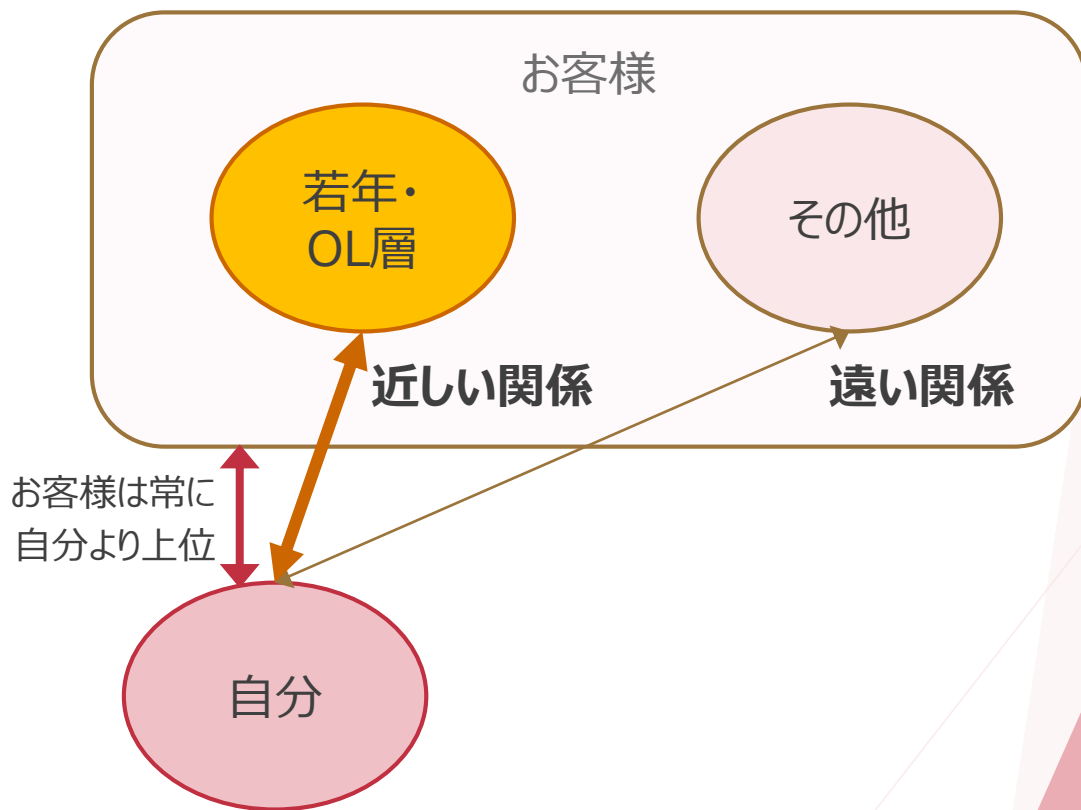 お客様
若年・
OL層
その他
近しい関係
遠い関係
お客様は常に
自分より上位
自分